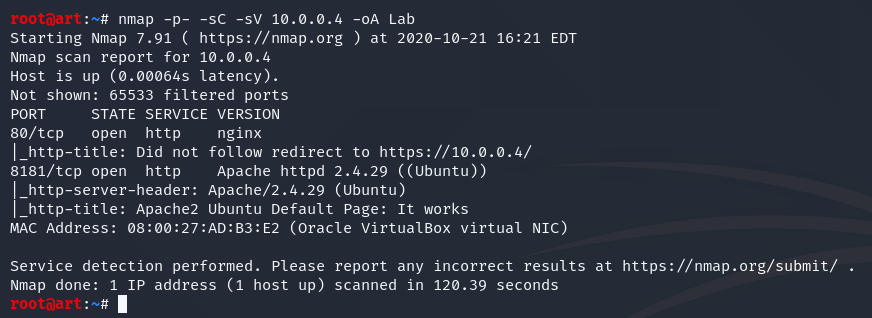 root@art:~# nmap -p- -sC -sV 10.0.0.4 -oA Lab
Starting Nmap 7.91 ( https://nmap.org ) at 2020-10-21 16:21 EDT
Nmap scan report for 10.0.0.4
Host is up (0.00064s latency).
Not shown: 65533 filtered ports
PORT     STATE SERVICE VERSION
80/tcp   open  http    nginx
|_http-title: Did not follow redirect to https://10.0.0.4/
8181/tcp open  http    Apache httpd 2.4.29 ((Ubuntu))
|_http-server-header: Apache/2.4.29 (Ubuntu)
|_http-title: Apache2 Ubuntu Default Page: It works
MAC Address: 08:00:27:AD:B3:E2 (Oracle VirtualBox virtual NIC)

Service detection performed. Please report any incorrect results at https://nmap.org/submit/ .
Nmap done: 1 IP address (1 host up) scanned in 120.39 seconds
root@art:~#